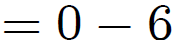 = 0 − 6